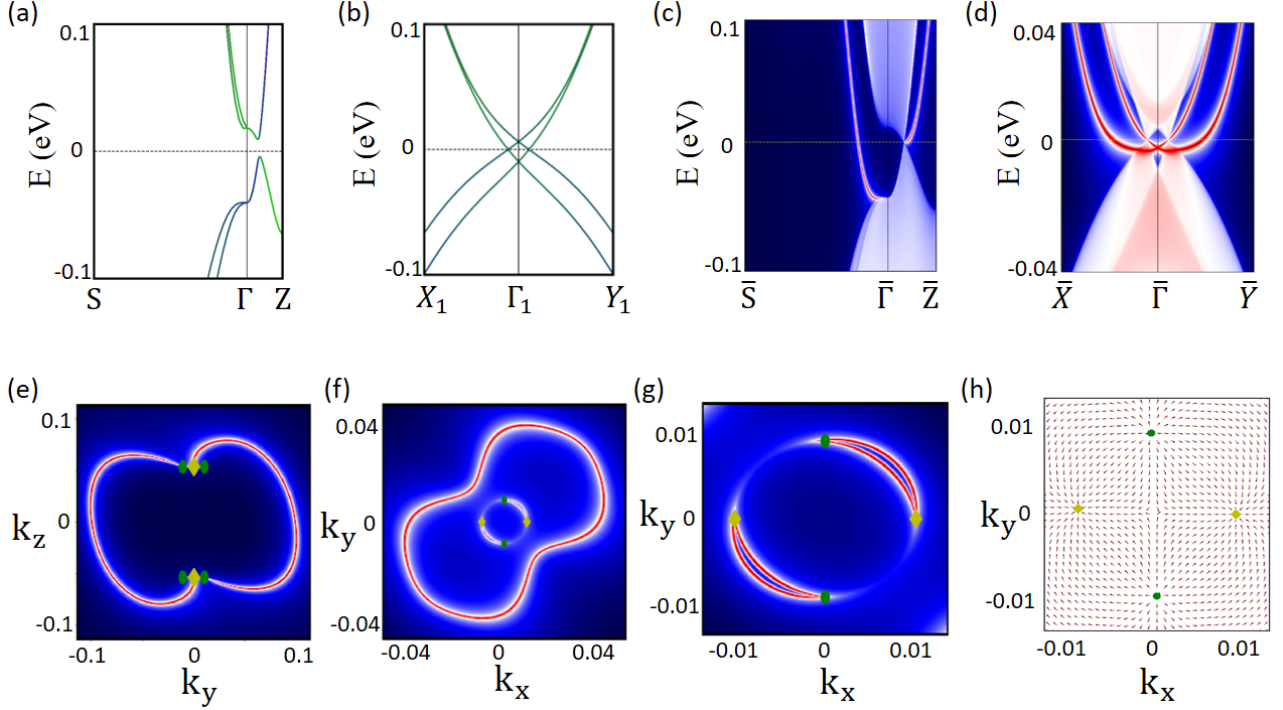 (a)
0.1
E (eV)
0
-0.1
S
Γ
Z
(b)
0.1
E (eV)
0
-0.1
X1
Γ1
Y1
(c)
0.1
E (eV)
0
-0.1
S̅
Γ̅
Z̅
(d)
0.04
E (eV)
0
-0.04
X̅
Γ̅
Y̅
(e)
0.1
kz
0
-0.1
-0.1
0
0.1
ky
(f)
0.04
ky
0
-0.04
-0.04
0
0.04
kx
(g)
0.01
ky
0
-0.01
-0.01
0
0.01
kx
(h)
0.01
ky
0
-0.01
-0.01
0
0.01
kx